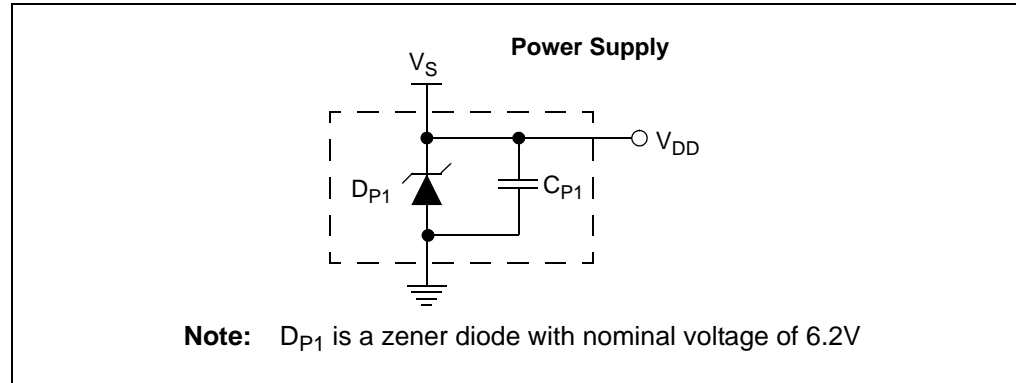 Power Supply
VS
VDD
DP1
CP1
Note: DP1 is a zener diode with nominal voltage of 6.2V